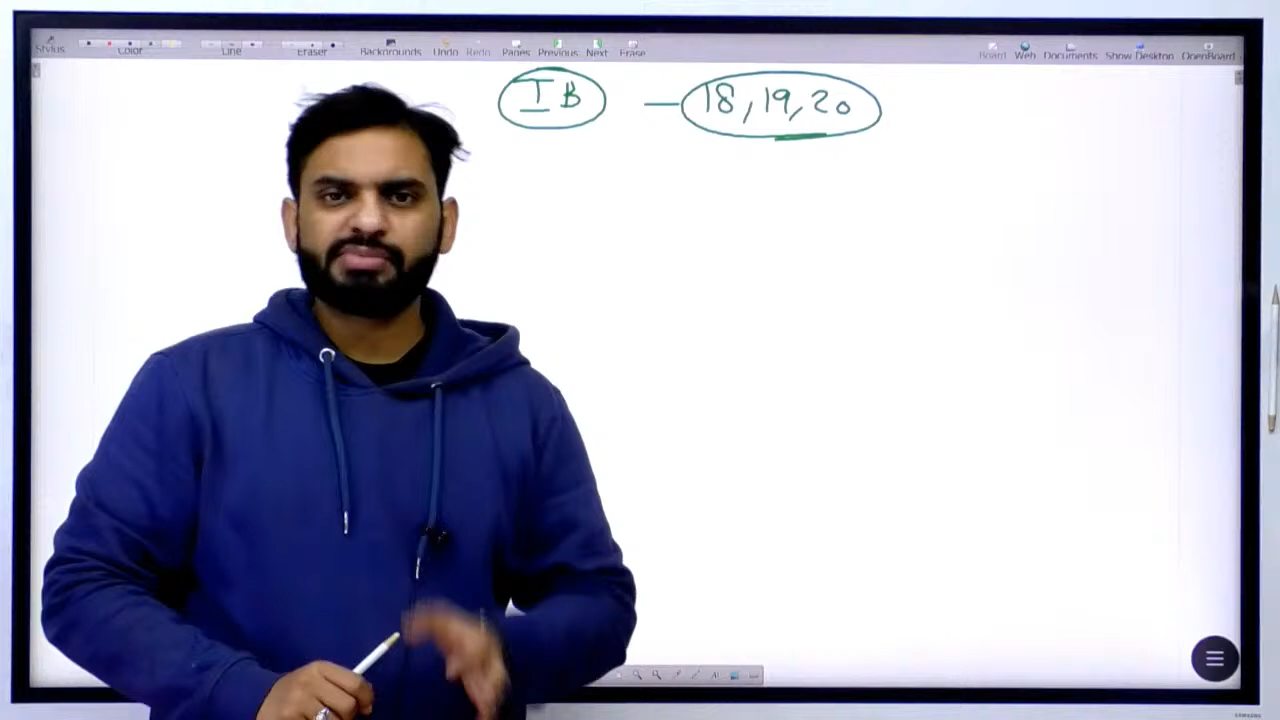 Stylus Color Line Eraser Backgrounds Undo Redo Pages Previous Next Erase Board Web Documents Show Desktop OpenBoard
IB — 18, 19, 20
SAMSUNG